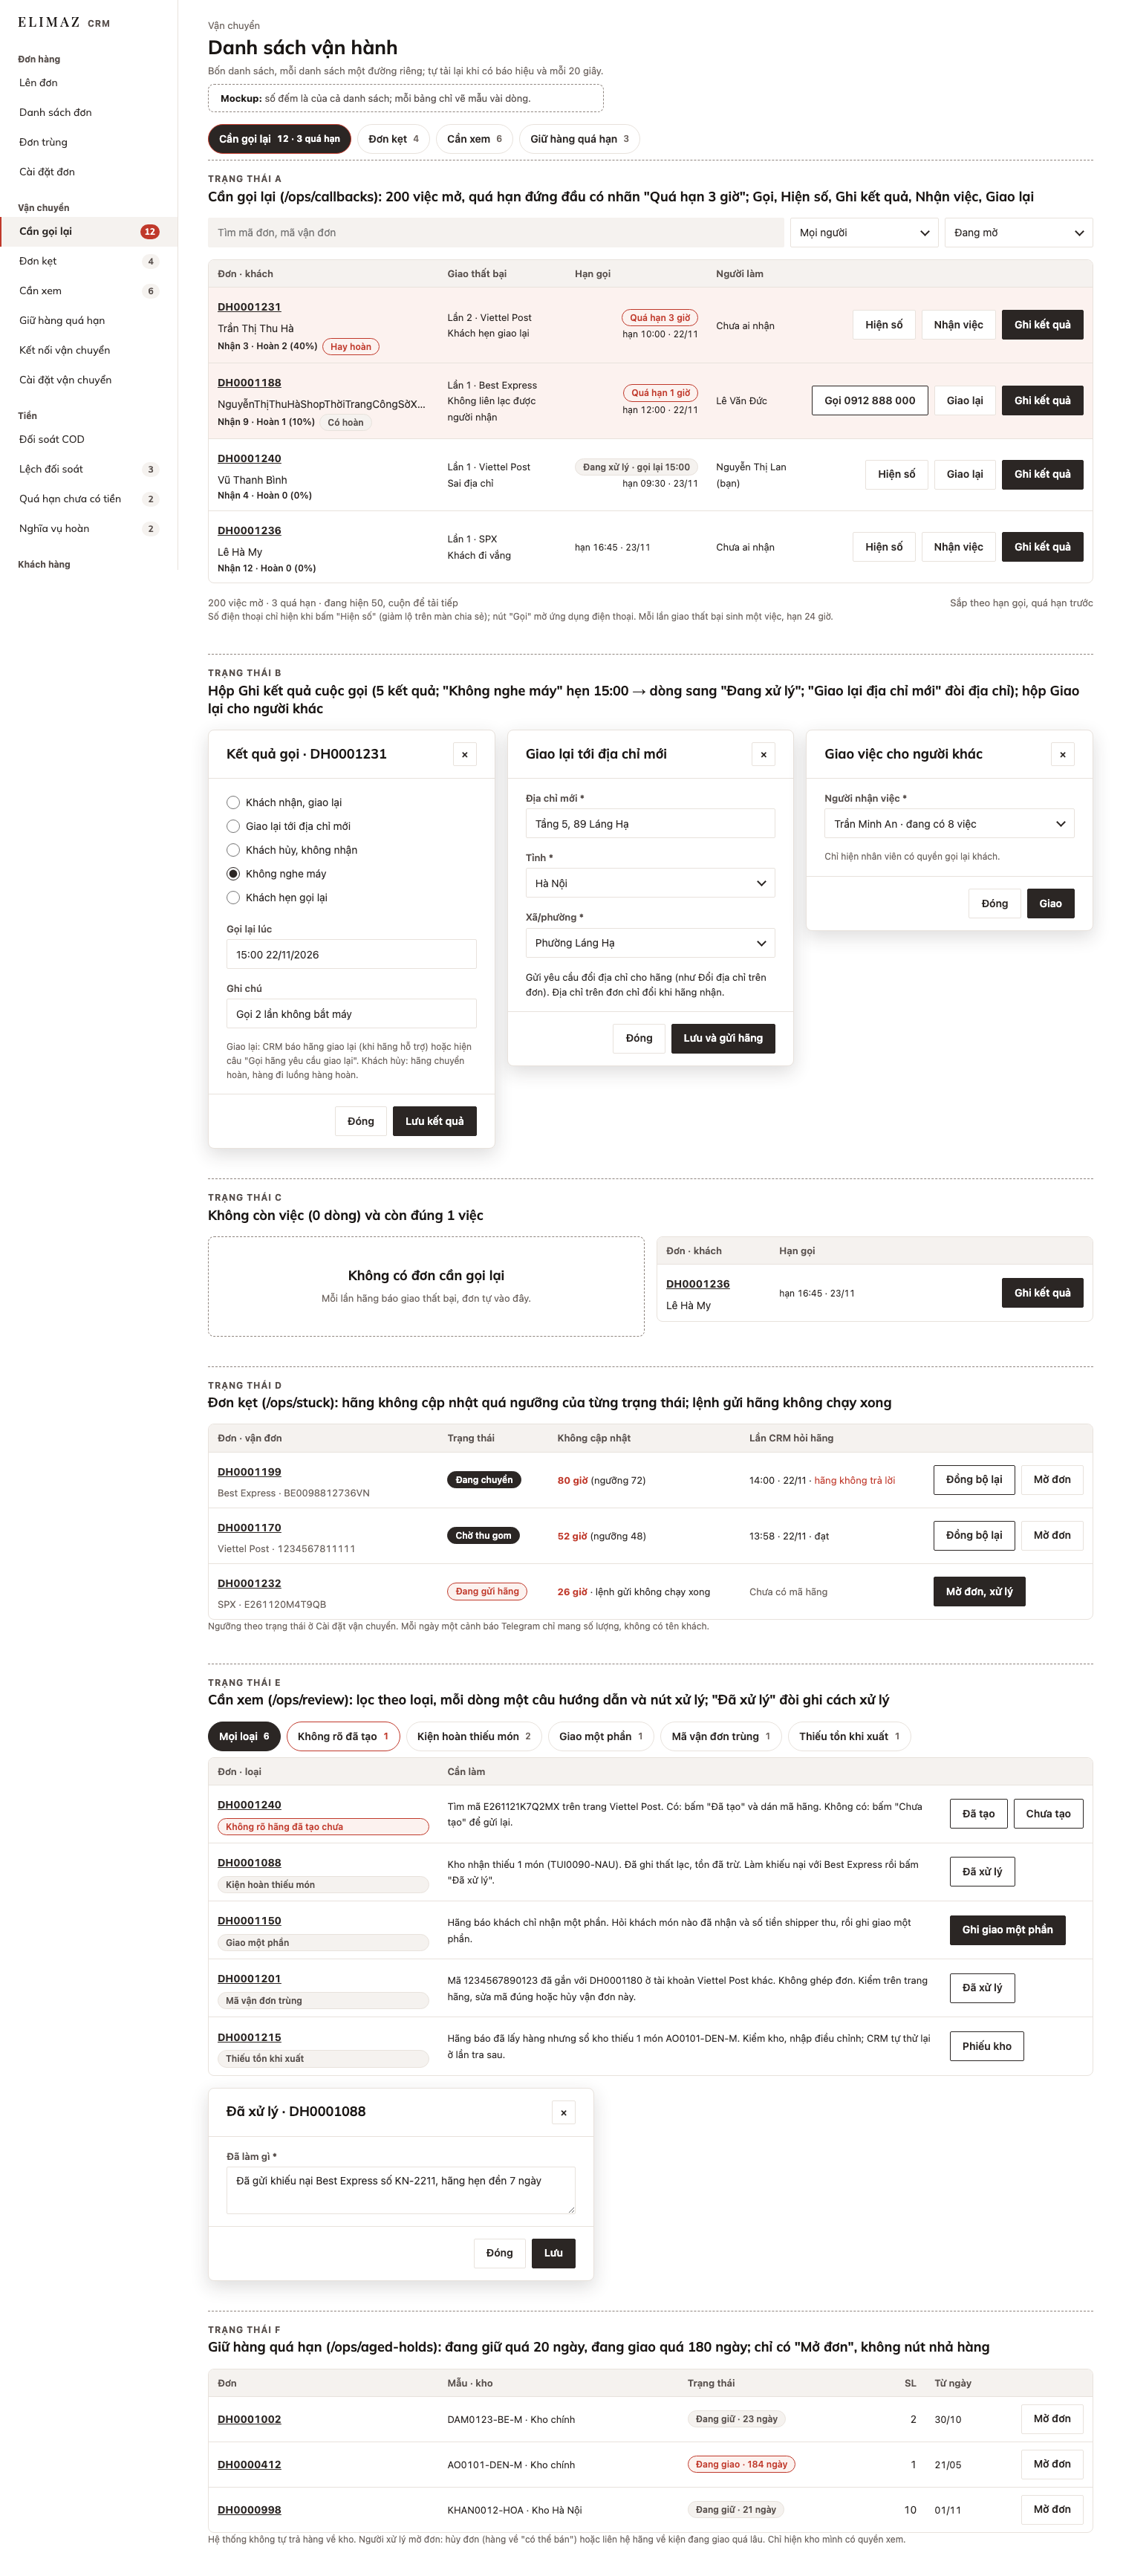 ELIMAZ CRM
Đơn hàng
Lên đơn
Danh sách đơn
Đơn trùng
Cài đặt đơn
Vận chuyển
Cần gọi lại 12
Đơn kẹt 4
Cần xem 6
Giữ hàng quá hạn
Kết nối vận chuyển
Cài đặt vận chuyển
Tiền
Đối soát COD
Lệch đối soát 3
Quá hạn chưa có tiền 2
Nghĩa vụ hoàn 2
Khách hàng
Vận chuyển
Danh sách vận hành
Bốn danh sách, mỗi danh sách một đường riêng; tự tải lại khi có báo hiệu và mỗi 20 giây.
Mockup: số đếm là của cả danh sách; mỗi bảng chỉ vẽ mẫu vài dòng.
Cần gọi lại 12 · 3 quá hạn
Đơn kẹt 4
Cần xem 6
Giữ hàng quá hạn 3
TRẠNG THÁI A
Cần gọi lại (/ops/callbacks): 200 việc mở, quá hạn đứng đầu có nhãn "Quá hạn 3 giờ"; Gọi, Hiện số, Ghi kết quả, Nhận việc, Giao lại
Tìm mã đơn, mã vận đơn
Mọi người
Đang mở
Đơn · khách Giao thất bại Hạn gọi Người làm
DH0001231
Trần Thị Thu Hà
Nhận 3 · Hoàn 2 (40%) Hay hoàn
Lần 2 · Viettel Post
Khách hẹn giao lại
Quá hạn 3 giờ
hạn 10:00 · 22/11
Chưa ai nhận
Hiện số Nhận việc Ghi kết quả
DH0001188
NguyễnThịThuHàShopThờiTrangCôngSởX...
Nhận 9 · Hoàn 1 (10%) Có hoàn
Lần 1 · Best Express
Không liên lạc được
người nhận
Quá hạn 1 giờ
hạn 12:00 · 22/11
Lê Văn Đức
Gọi 0912 888 000 Giao lại Ghi kết quả
DH0001240
Vũ Thanh Bình
Nhận 4 · Hoàn 0 (0%)
Lần 1 · Viettel Post
Sai địa chỉ
Đang xử lý · gọi lại 15:00
hạn 09:30 · 23/11
Nguyễn Thị Lan
(bạn)
Hiện số Giao lại Ghi kết quả
DH0001236
Lê Hà My
Nhận 12 · Hoàn 0 (0%)
Lần 1 · SPX
Khách đi vắng
hạn 16:45 · 23/11
Chưa ai nhận
Hiện số Nhận việc Ghi kết quả
200 việc mở · 3 quá hạn · đang hiện 50, cuộn để tải tiếp
Sắp theo hạn gọi, quá hạn trước
Số điện thoại chỉ hiện khi bấm "Hiện số" (giảm lộ trên màn chia sẻ); nút "Gọi" mở ứng dụng điện thoại. Mỗi lần giao thất bại sinh một việc, hạn 24 giờ.
TRẠNG THÁI B
Hộp Ghi kết quả cuộc gọi (5 kết quả; "Không nghe máy" hẹn 15:00 → dòng sang "Đang xử lý"; "Giao lại địa chỉ mới" đòi địa chỉ); hộp Giao
lại cho người khác
Kết quả gọi · DH0001231 ×
Khách nhận, giao lại
Giao lại tới địa chỉ mới
Khách hủy, không nhận
Không nghe máy
Khách hẹn gọi lại
Gọi lại lúc
15:00 22/11/2026
Ghi chú
Gọi 2 lần không bắt máy
Giao lại: CRM báo hãng giao lại (khi hãng hỗ trợ) hoặc hiện
câu "Gọi hãng yêu cầu giao lại". Khách hủy: hãng chuyển
hoàn, hàng đi luồng hàng hoàn.
Đóng Lưu kết quả
Giao lại tới địa chỉ mới ×
Địa chỉ mới *
Tầng 5, 89 Láng Hạ
Tỉnh *
Hà Nội
Xã/phường *
Phường Láng Hạ
Gửi yêu cầu đổi địa chỉ cho hãng (như Đổi địa chỉ trên
đơn). Địa chỉ trên đơn chỉ đổi khi hãng nhận.
Đóng Lưu và gửi hãng
Giao việc cho người khác ×
Người nhận việc *
Trần Minh An · đang có 8 việc
Chỉ hiện nhân viên có quyền gọi lại khách.
Đóng Giao
TRẠNG THÁI C
Không còn việc (0 dòng) và còn đúng 1 việc
Không có đơn cần gọi lại
Mỗi lần hãng báo giao thất bại, đơn tự vào đây.
Đơn · khách Hạn gọi
DH0001236
Lê Hà My
hạn 16:45 · 23/11
Ghi kết quả
TRẠNG THÁI D
Đơn kẹt (/ops/stuck): hãng không cập nhật quá ngưỡng của từng trạng thái; lệnh gửi hãng không chạy xong
Đơn · vận đơn Trạng thái Không cập nhật Lần CRM hỏi hãng
DH0001199
Best Express · BE0098812736VN
Đang chuyển
80 giờ (ngưỡng 72)
14:00 · 22/11 · hãng không trả lời
Đồng bộ lại Mở đơn
DH0001170
Viettel Post · 1234567811111
Chờ thu gom
52 giờ (ngưỡng 48)
13:58 · 22/11 · đạt
Đồng bộ lại Mở đơn
DH0001232
SPX · E261120M4T9QB
Đang gửi hãng
26 giờ · lệnh gửi không chạy xong
Chưa có mã hãng
Mở đơn, xử lý
Ngưỡng theo trạng thái ở Cài đặt vận chuyển. Mỗi ngày một cảnh báo Telegram chỉ mang số lượng, không có tên khách.
TRẠNG THÁI E
Cần xem (/ops/review): lọc theo loại, mỗi dòng một câu hướng dẫn và nút xử lý; "Đã xử lý" đòi ghi cách xử lý
Mọi loại 6
Không rõ đã tạo 1
Kiện hoàn thiếu món 2
Giao một phần 1
Mã vận đơn trùng 1
Thiếu tồn khi xuất 1
Đơn · loại Cần làm
DH0001240
Không rõ hãng đã tạo chưa
Tìm mã E261121K7Q2MX trên trang Viettel Post. Có: bấm "Đã tạo" và dán mã hãng. Không có: bấm "Chưa
tạo" để gửi lại.
Đã tạo Chưa tạo
DH0001088
Kiện hoàn thiếu món
Kho nhận thiếu 1 món (TUI0090-NAU). Đã ghi thất lạc, tồn đã trừ. Làm khiếu nại với Best Express rồi bấm
"Đã xử lý".
Đã xử lý
DH0001150
Giao một phần
Hãng báo khách chỉ nhận một phần. Hỏi khách món nào đã nhận và số tiền shipper thu, rồi ghi giao một
phần.
Ghi giao một phần
DH0001201
Mã vận đơn trùng
Mã 1234567890123 đã gắn với DH0001180 ở tài khoản Viettel Post khác. Không ghép đơn. Kiểm trên trang
hãng, sửa mã đúng hoặc hủy vận đơn này.
Đã xử lý
DH0001215
Thiếu tồn khi xuất
Hãng báo đã lấy hàng nhưng sổ kho thiếu 1 món AO0101-DEN-M. Kiểm kho, nhập điều chỉnh; CRM tự thử lại
ở lần tra sau.
Phiếu kho
Đã xử lý · DH0001088 ×
Đã làm gì *
Đã gửi khiếu nại Best Express số KN-2211, hãng hẹn đền 7 ngày
Đóng Lưu
TRẠNG THÁI F
Giữ hàng quá hạn (/ops/aged-holds): đang giữ quá 20 ngày, đang giao quá 180 ngày; chỉ có "Mở đơn", không nút nhả hàng
Đơn Mẫu · kho Trạng thái SL Từ ngày
DH0001002 DAM0123-BE-M · Kho chính Đang giữ · 23 ngày 2 30/10 Mở đơn
DH0000412 AO0101-DEN-M · Kho chính Đang giao · 184 ngày 1 21/05 Mở đơn
DH0000998 KHAN0012-HOA · Kho Hà Nội Đang giữ · 21 ngày 10 01/11 Mở đơn
Hệ thống không tự trả hàng về kho. Người xử lý mở đơn: hủy đơn (hàng về "có thể bán") hoặc liên hệ hãng về kiện đang giao quá lâu. Chỉ hiện kho mình có quyền xem.